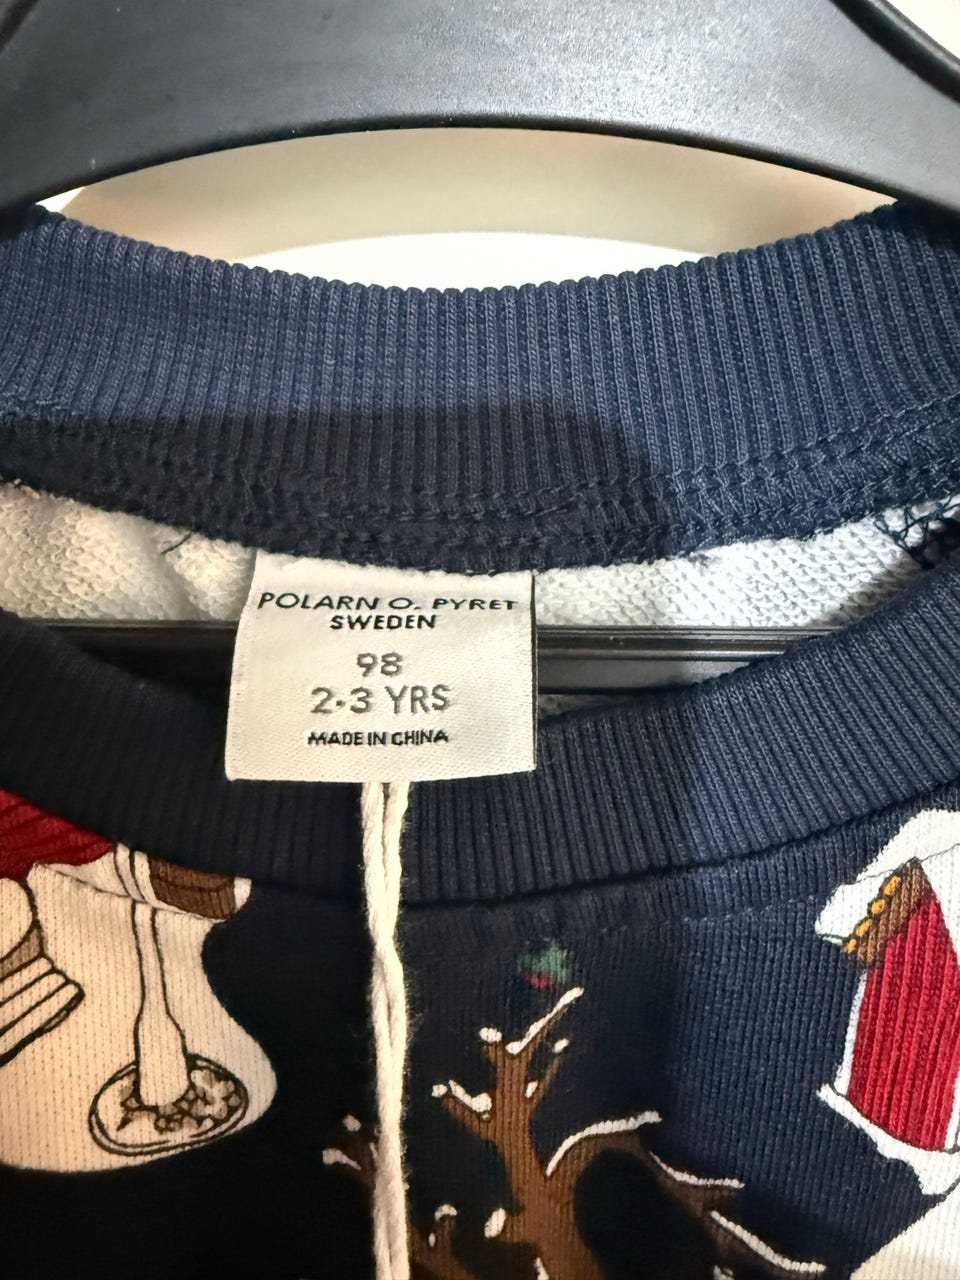 POLARN O. PYRET
SWEDEN
98
2-3 YRS
MADE IN CHINA